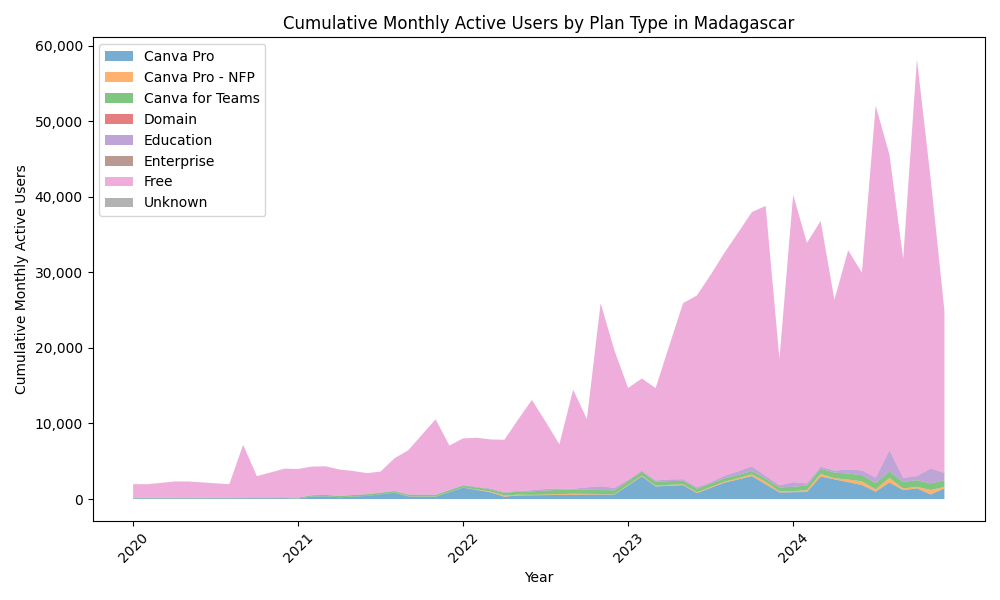 Cumulative Monthly Active Users by Plan Type in Madagascar
Canva Pro
Canva Pro - NFP
Canva for Teams
Domain
Education
Enterprise
Free
Unknown
Cumulative Monthly Active Users
60,000
50,000
40,000
30,000
20,000
10,000
0
2020
2021
2022
2023
2024
Year